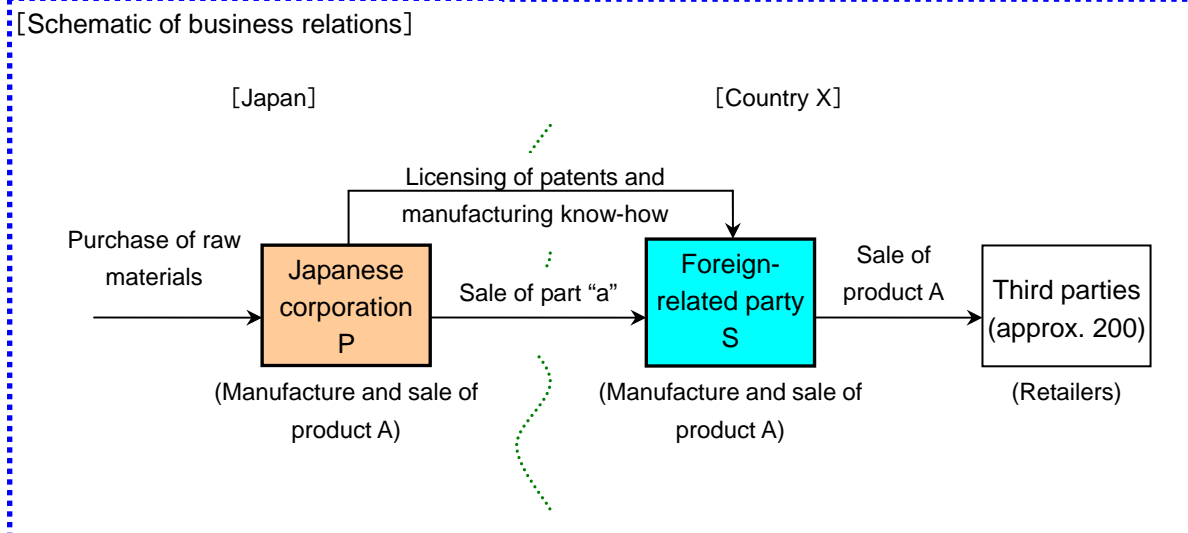 ［Schematic of business relations］
［Japan］
［Country X］
Licensing of patents and
manufacturing know-how
Purchase of raw
materials
Japanese
corporation
P
Sale of part “a”
Foreign-
related party
S
Sale of
product A
Third parties
(approx. 200)
(Manufacture and sale of
product A)
(Manufacture and sale of
product A)
(Retailers)